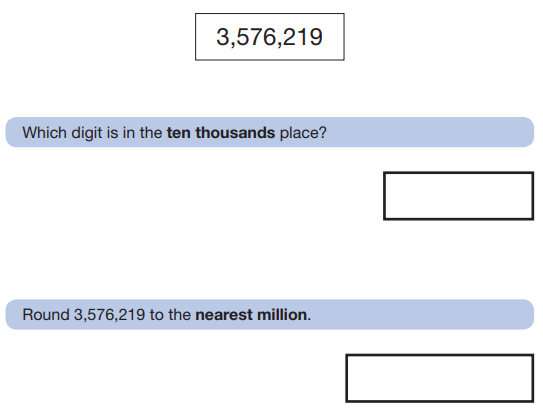 3,576,219
Which digit is in the ten thousands place?
Round 3,576,219 to the nearest million.